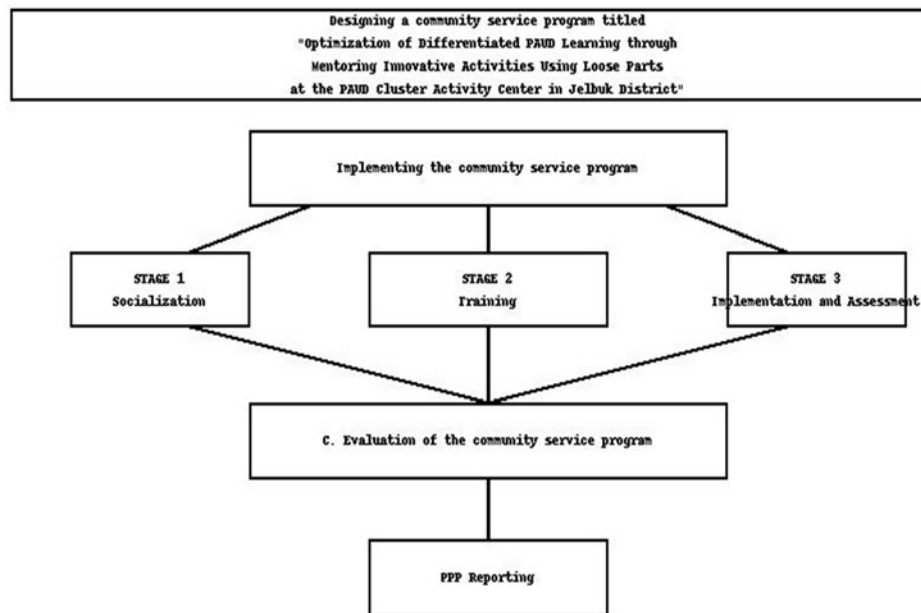 Designing a community service program titled
"Optimization of Differentiated PAUD Learning through
Mentoring Innovative Activities Using Loose Parts
at the PAUD Cluster Activity Center in Jelbuk District"
Implementing the community service program
STAGE 1
Socialization
STAGE 2
Training
STAGE 3
Implementation and Assessment
C. Evaluation of the community service program
PPP Reporting